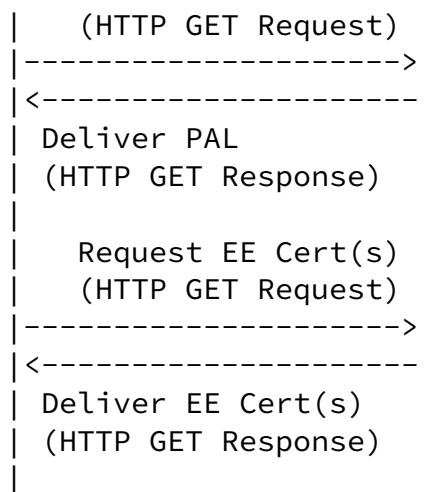 |   (HTTP GET Request)
|--------------------->
|<---------------------
| Deliver PAL
| (HTTP GET Response)
|
|   Request EE Cert(s)
|   (HTTP GET Request)
|--------------------->
|<---------------------
| Deliver EE Cert(s)
| (HTTP GET Response)
|